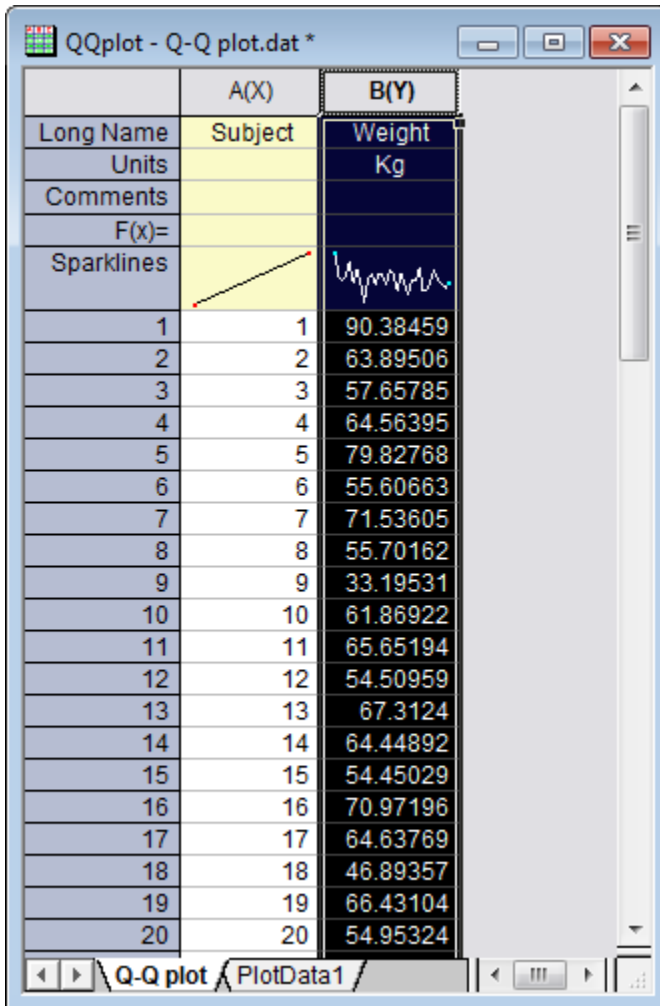 QQplot - Q-Q plot.dat *
A(X) B(Y)
Long Name Subject Weight
Units Kg
Comments
F(x)=
Sparklines
1 1 90.38459
2 2 63.89506
3 3 57.65785
4 4 64.56395
5 5 79.82768
6 6 55.60663
7 7 71.53605
8 8 55.70162
9 9 33.19531
10 10 61.86922
11 11 65.65194
12 12 54.50959
13 13 67.3124
14 14 64.44892
15 15 54.45029
16 16 70.97196
17 17 64.63769
18 18 46.89357
19 19 66.43104
20 20 54.95324
Q-Q plot PlotData1